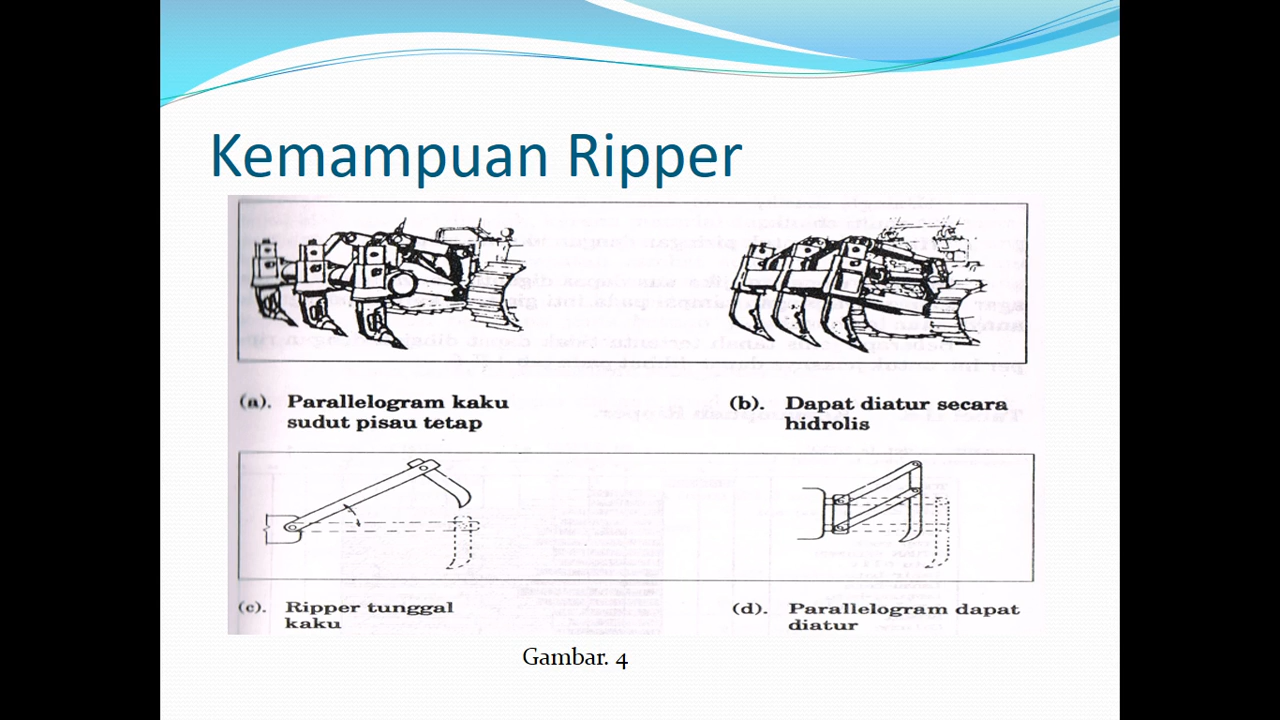 Kemampuan Ripper
(a). Parallelogram kaku
sudut pisau tetap
(b). Dapat diatur secara
hidrolis
(c). Ripper tunggal
kaku
(d). Parallelogram dapat
diatur
Gambar. 4